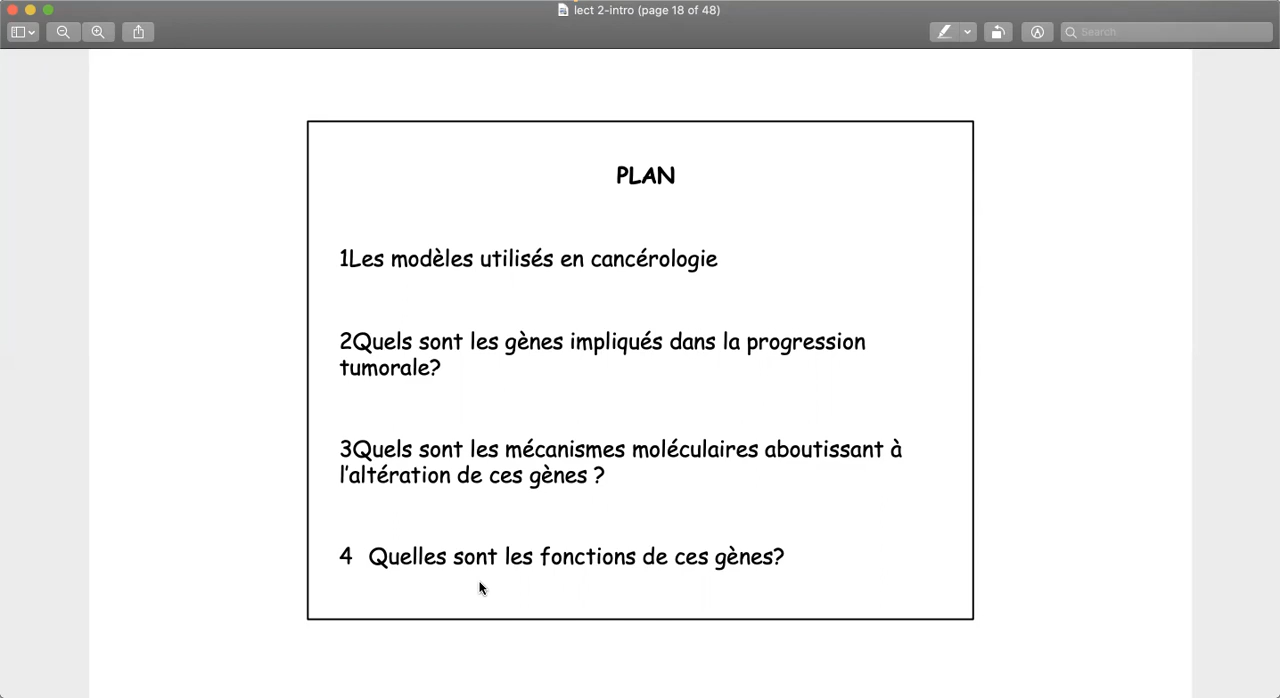 lect 2-intro (page 18 of 48)
Search
PLAN
1Les modèles utilisés en cancérologie
2Quels sont les gènes impliqués dans la progression
tumorale?
3Quels sont les mécanismes moléculaires aboutissant à
l’altération de ces gènes ?
4 Quelles sont les fonctions de ces gènes?